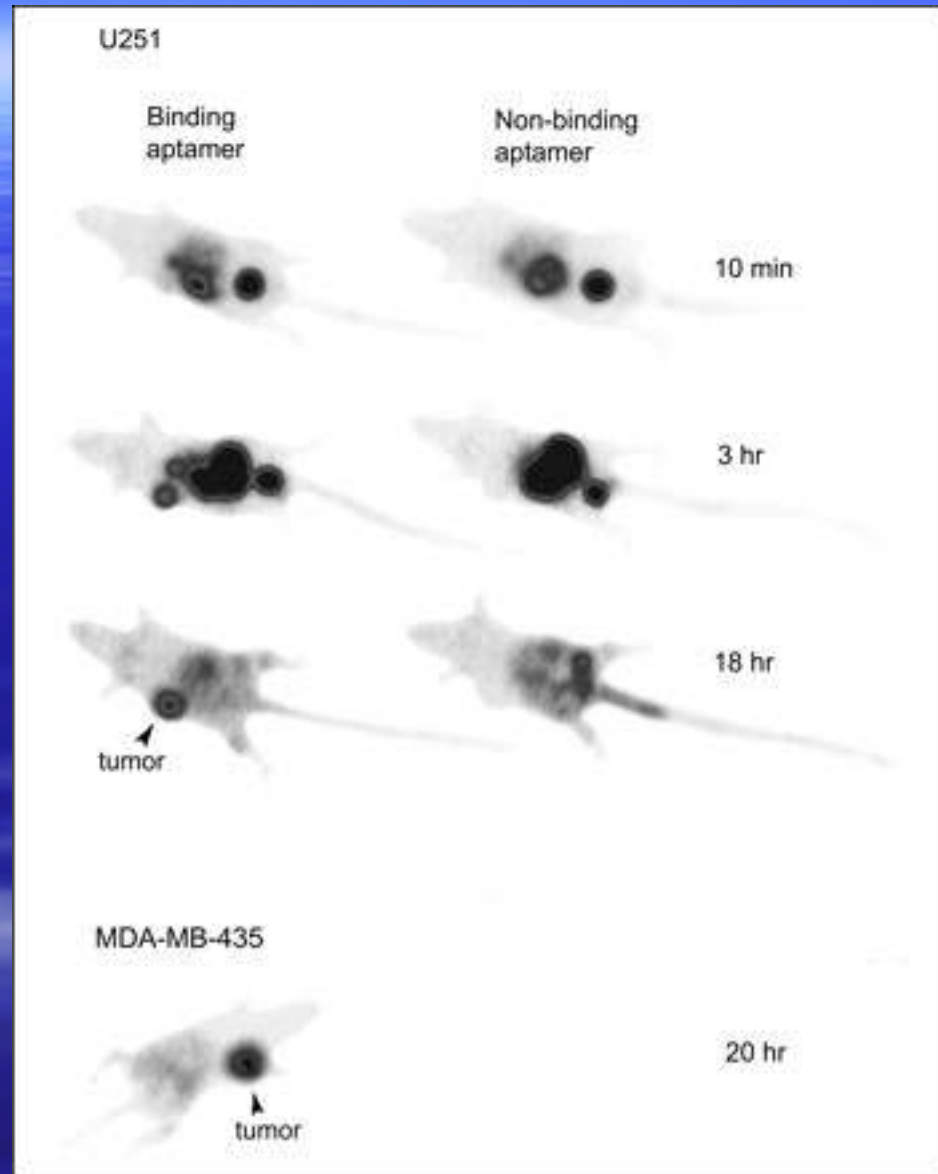 U251
Binding
aptamer
Non-binding
aptamer
10 min
3 hr
18 hr
tumor
MDA-MB-435
20 hr
tumor